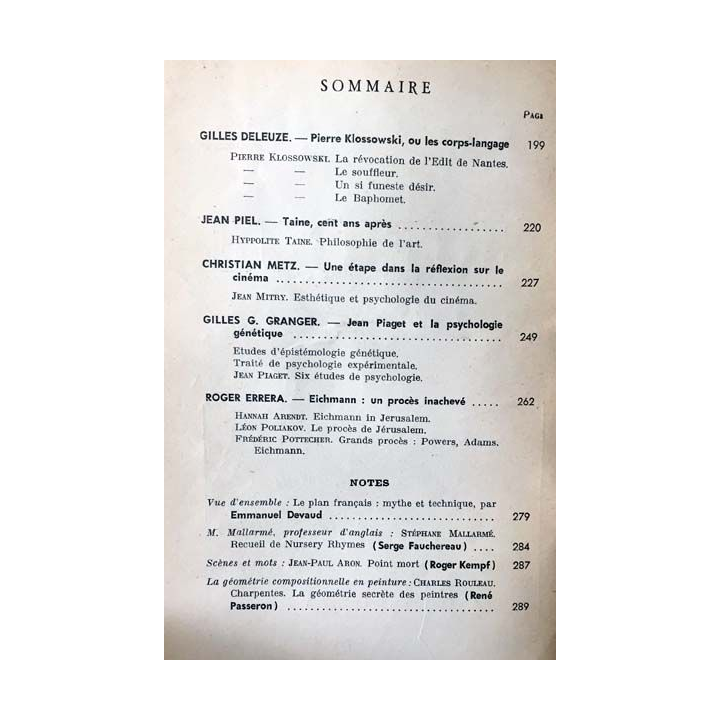 SOMMAIRE
PAGE
GILLES DELEUZE. — Pierre Klossowski, ou les corps-langage 199
PIERRE KLOSSOWSKI. La révocation de l'Edit de Nantes.
— — Le souffleur.
— — Un si funeste désir.
— — Le Baphomet.
JEAN PIEL. — Taine, cent ans après .................. 220
HYPPOLITE TAINE. Philosophie de l'art.
CHRISTIAN METZ. — Une étape dans la réflexion sur le
cinéma ...................................... 227
JEAN MITRY. Esthétique et psychologie du cinéma.
GILLES G. GRANGER. — Jean Piaget et la psychologie
génétique ................................... 249
Etudes d'épistémologie génétique.
Traité de psychologie expérimentale.
JEAN PIAGET. Six études de psychologie.
ROGER ERRERA. — Eichmann : un procès inachevé ..... 262
HANNAH ARENDT. Eichmann in Jerusalem.
LÉON POLIAKOV. Le procès de Jérusalem.
FRÉDÉRIC POTTECHER. Grands procès : Powers, Adams.
Eichmann.
NOTES
Vue d'ensemble : Le plan français : mythe et technique, par
Emmanuel Devaud ............................ 279
M. Mallarmé, professeur d'anglais : STÉPHANE MALLARMÉ.
Recueil de Nursery Rhymes (Serge Fauchereau) .... 284
Scènes et mots : JEAN-PAUL ARON. Point mort (Roger Kempf) 287
La géométrie compositionnelle en peinture : CHARLES ROULEAU.
Charpentes. La géométrie secrète des peintres (René
Passeron) ................................... 289